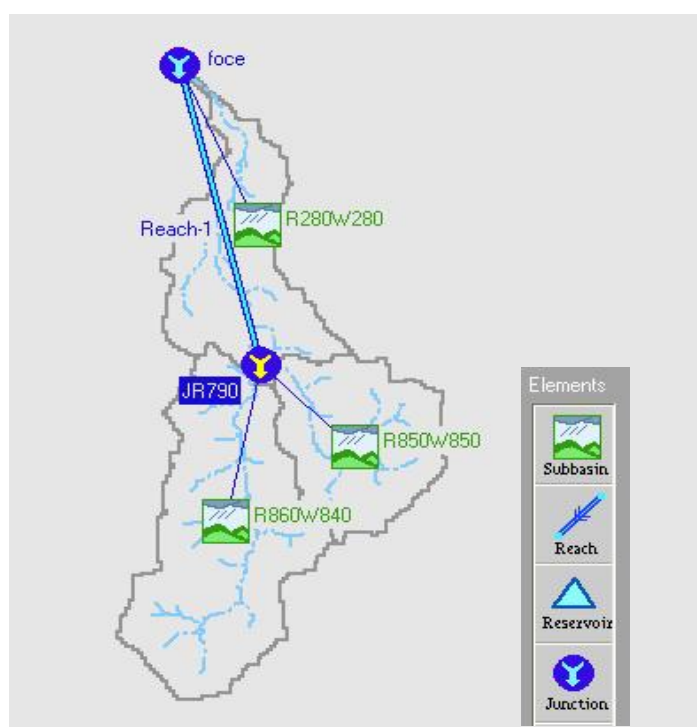 foce
R280W280
Reach-1
JR790
R850W850
R860W840
Elements
Subbasin
Reach
Reservoir
Junction